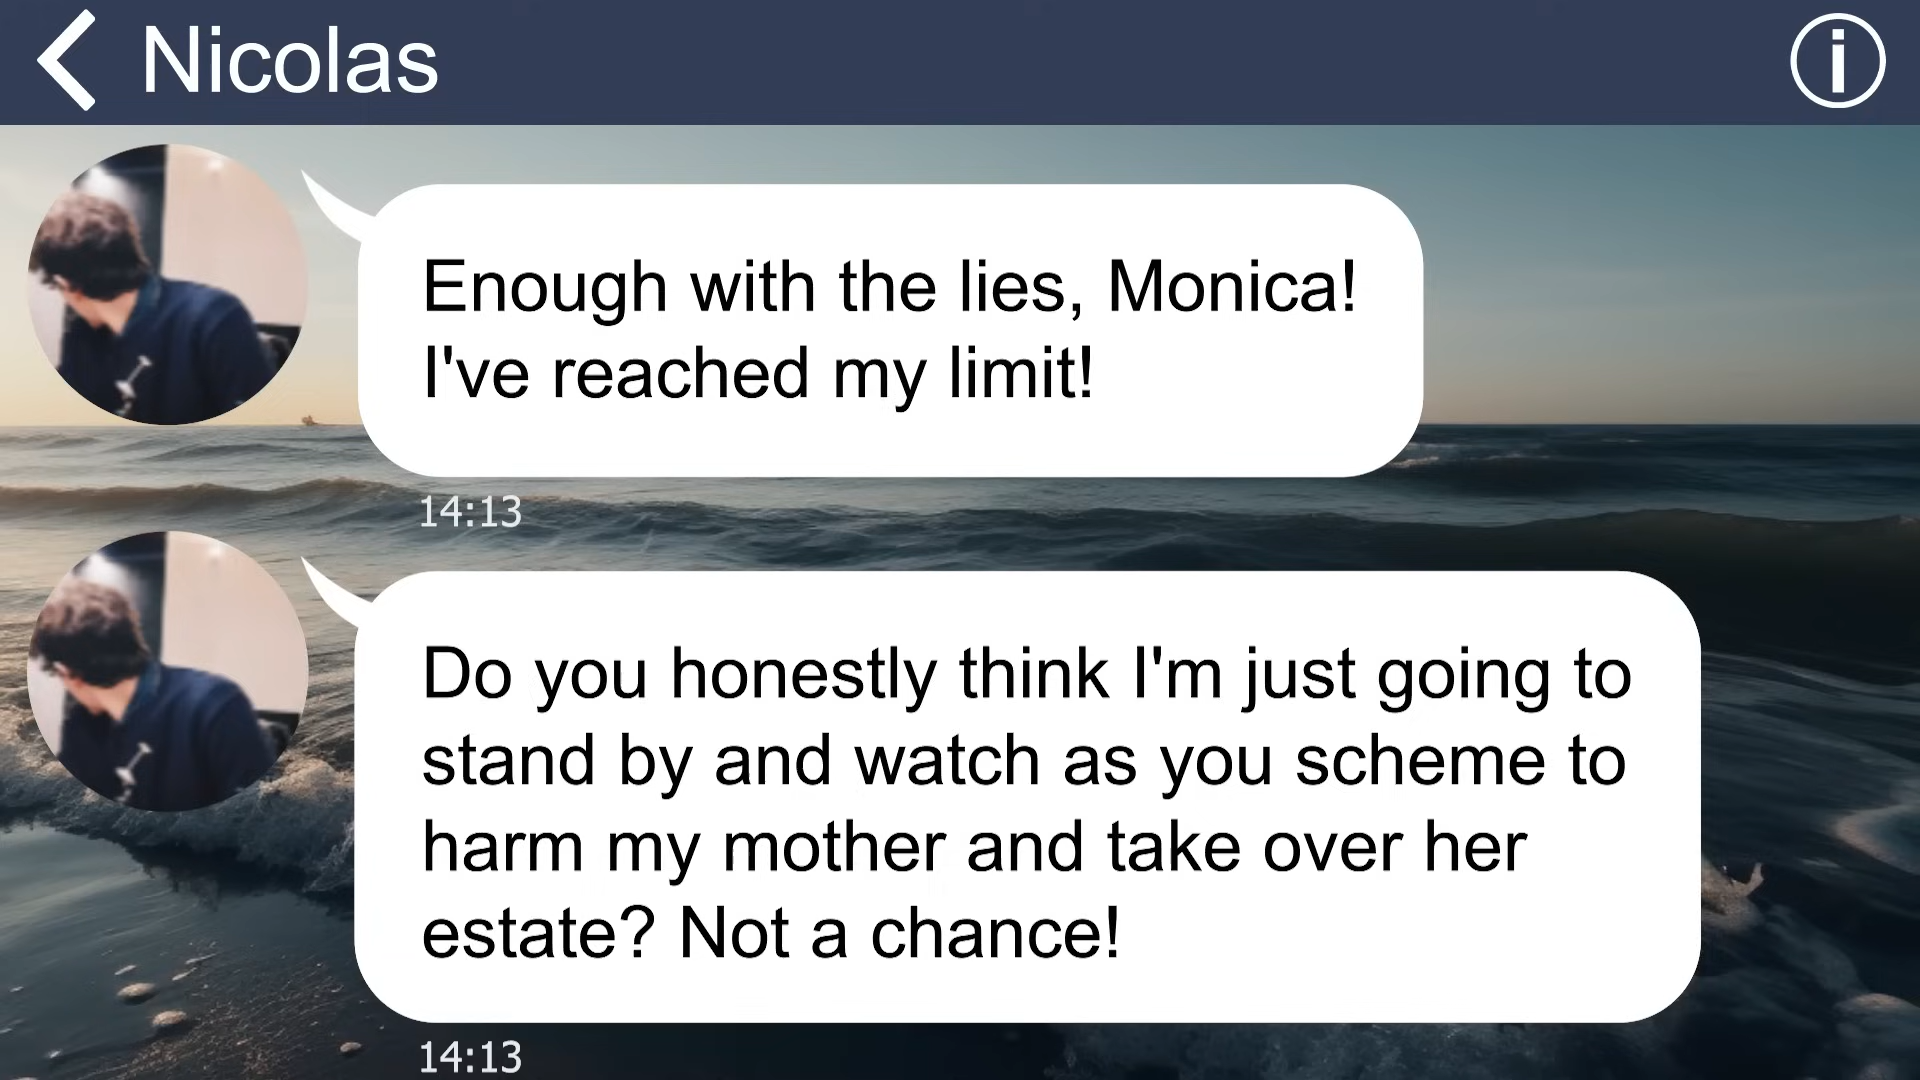 Nicolas
Enough with the lies, Monica!
I've reached my limit!
14:13
Do you honestly think I'm just going to
stand by and watch as you scheme to
harm my mother and take over her
estate? Not a chance!
14:13